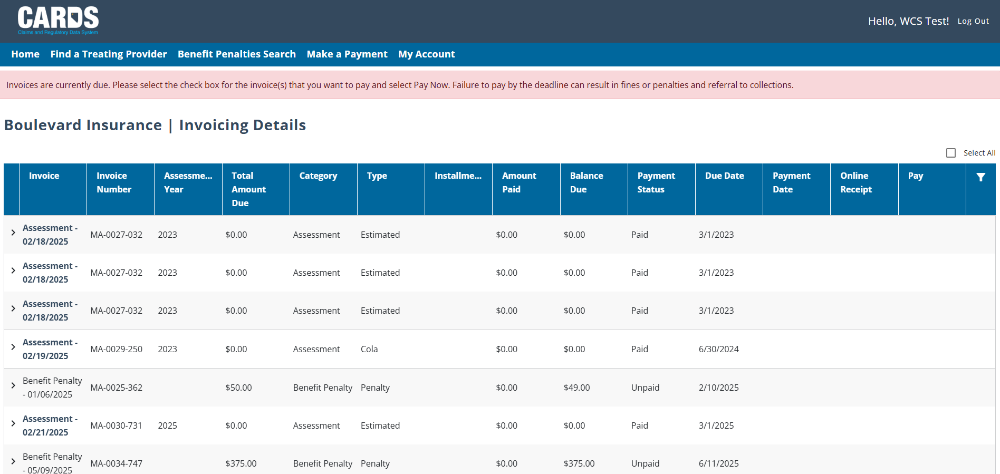 CARDS
Claims and Regulatory Data System
Hello, WCS Test! Log Out
Home Find a Treating Provider Benefit Penalties Search Make a Payment My Account
Invoices are currently due. Please select the check box for the invoice(s) that you want to pay and select Pay Now. Failure to pay by the deadline can result in fines or penalties and referral to collections.
Boulevard Insurance | Invoicing Details
Select All
Invoice Invoice Number Assessme... Year Total Amount Due Category Type Installme... Amount Paid Balance Due Payment Status Due Date Payment Date Online Receipt Pay
Assessment - 02/18/2025 MA-0027-032 2023 $0.00 Assessment Estimated $0.00 $0.00 Paid 3/1/2023
Assessment - 02/18/2025 MA-0027-032 2023 $0.00 Assessment Estimated $0.00 $0.00 Paid 3/1/2023
Assessment - 02/18/2025 MA-0027-032 2023 $0.00 Assessment Estimated $0.00 $0.00 Paid 3/1/2023
Assessment - 02/19/2025 MA-0029-250 2023 $0.00 Assessment Cola $0.00 $0.00 Paid 6/30/2024
Benefit Penalty - 01/06/2025 MA-0025-362 $50.00 Benefit Penalty Penalty $0.00 $49.00 Unpaid 2/10/2025
Assessment - 02/21/2025 MA-0030-731 2025 $0.00 Assessment Estimated $0.00 $0.00 Paid 3/1/2025
Benefit Penalty - 05/09/2025 MA-0034-747 $375.00 Benefit Penalty Penalty $0.00 $375.00 Unpaid 6/11/2025